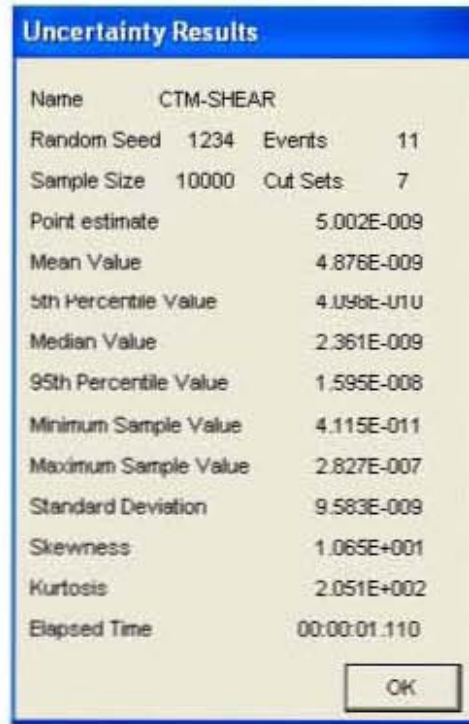 Uncertainty Results
Name CTM-SHEAR
Random Seed 1234 Events 11
Sample Size 10000 Cut Sets 7
Point estimate 5.002E-009
Mean Value 4.876E-009
5th Percentile Value 4.098E-010
Median Value 2.361E-009
95th Percentile Value 1.595E-008
Minimum Sample Value 4.115E-011
Maximum Sample Value 2.827E-007
Standard Deviation 9.583E-009
Skewness 1.065E+001
Kurtosis 2.051E+002
Elapsed Time 00:00:01.110
OK